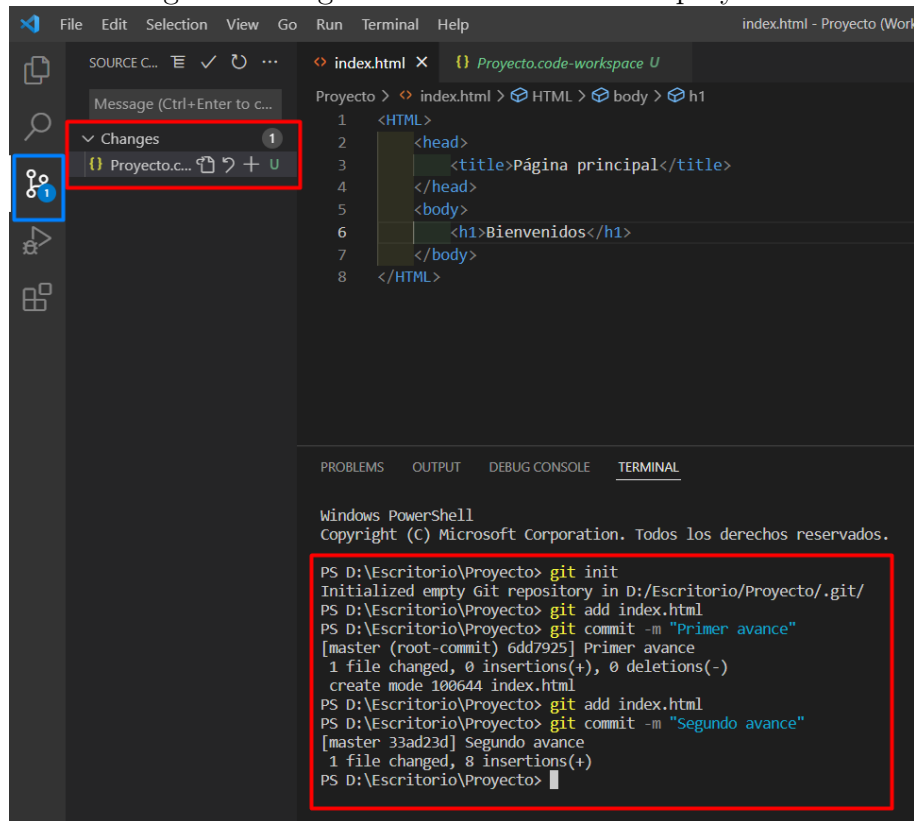 File Edit Selection View Go Run Terminal Help index.html - Proyecto (Work
SOURCE C...
Message (Ctrl+Enter to c...
Changes 1
{} Proyecto.c... U
1
index.html
{} Proyecto.code-workspace U
Proyecto > index.html > HTML > body > h1
1 <HTML>
2 <head>
3 <title>Página principal</title>
4 </head>
5 <body>
6 <h1>Bienvenidos</h1>
7 </body>
8 </HTML>
PROBLEMS OUTPUT DEBUG CONSOLE TERMINAL
Windows PowerShell
Copyright (C) Microsoft Corporation. Todos los derechos reservados.
PS D:\Escritorio\Proyecto> git init
Initialized empty Git repository in D:/Escritorio/Proyecto/.git/
PS D:\Escritorio\Proyecto> git add index.html
PS D:\Escritorio\Proyecto> git commit -m "Primer avance"
[master (root-commit) 6dd7925] Primer avance
1 file changed, 0 insertions(+), 0 deletions(-)
create mode 100644 index.html
PS D:\Escritorio\Proyecto> git add index.html
PS D:\Escritorio\Proyecto> git commit -m "Segundo avance"
[master 33ad23d] Segundo avance
1 file changed, 8 insertions(+)
PS D:\Escritorio\Proyecto>